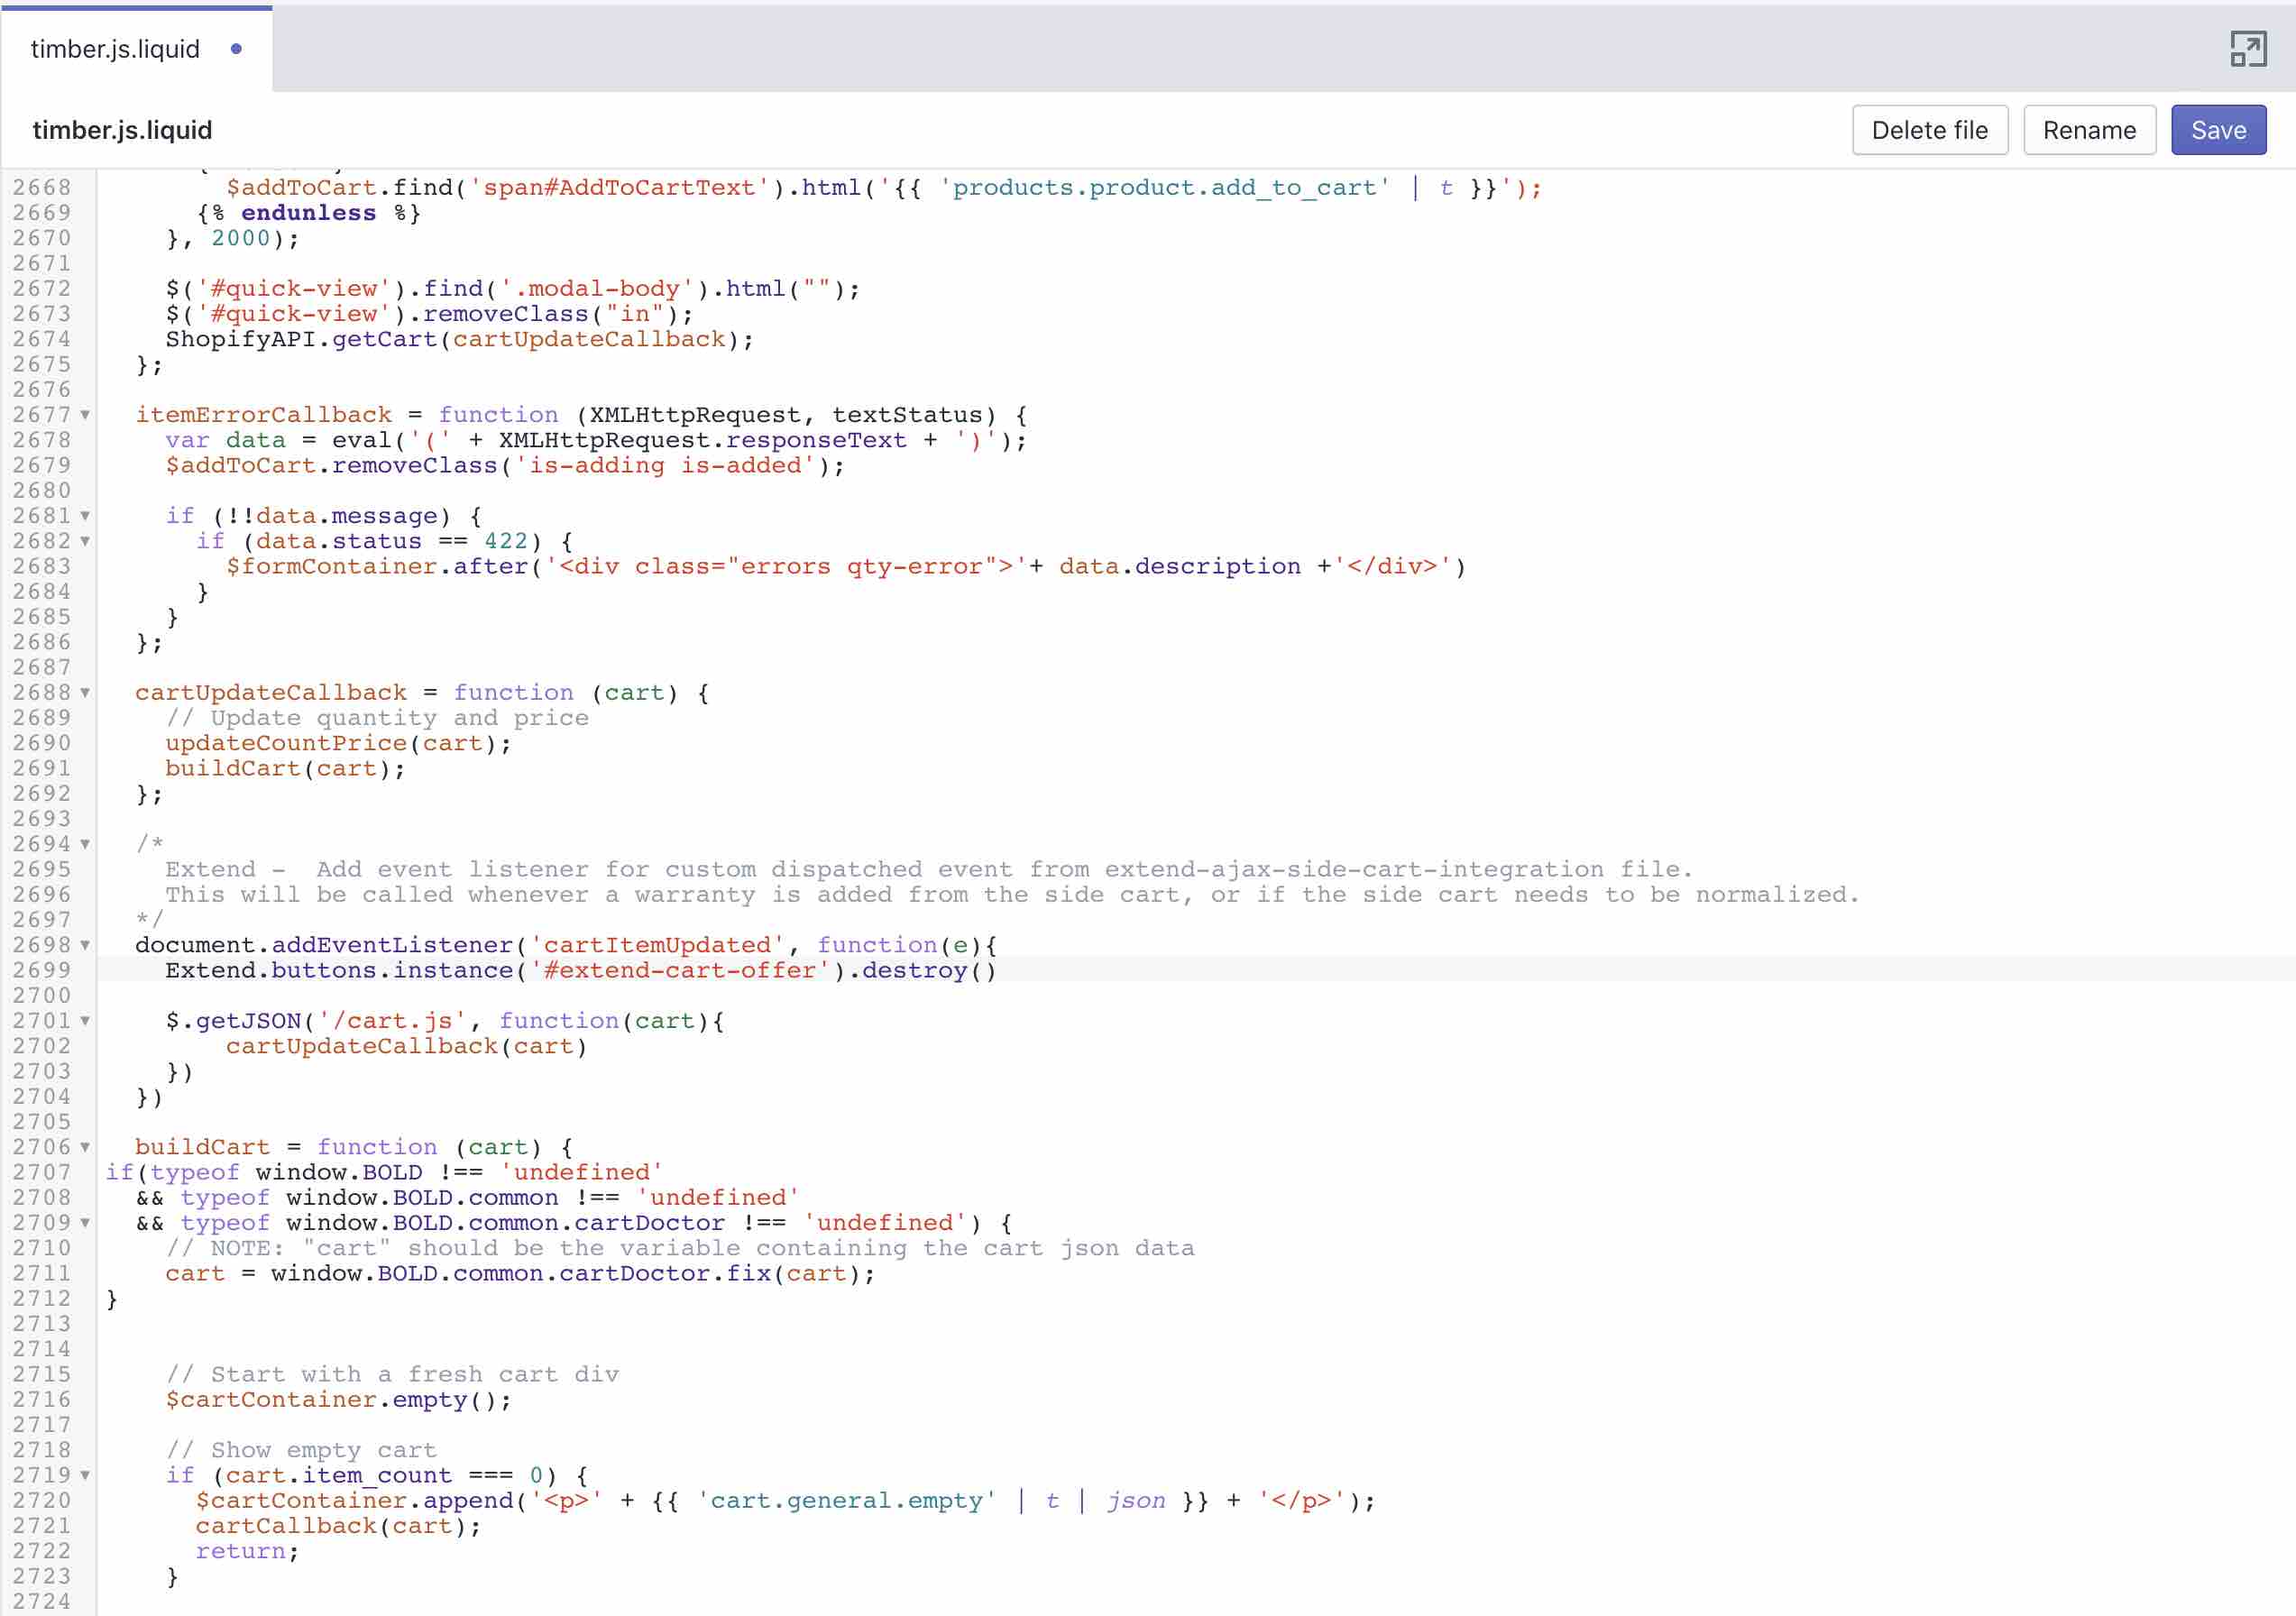 timber.js.liquid
timber.js.liquid
Delete file
Rename
Save
2668 $addToCart.find('span#AddToCartText').html('{{ 'products.product.add_to_cart' | t }}');
2669 {% endunless %}
2670 }, 2000);
2671
2672 $('#quick-view').find('.modal-body').html("");
2673 $('#quick-view').removeClass("in");
2674 ShopifyAPI.getCart(cartUpdateCallback);
2675 };
2676
2677 itemErrorCallback = function (XMLHttpRequest, textStatus) {
2678 var data = eval('(' + XMLHttpRequest.responseText + ')');
2679 $addToCart.removeClass('is-adding is-added');
2680
2681 if (!!data.message) {
2682 if (data.status == 422) {
2683 $formContainer.after('<div class="errors qty-error">'+ data.description +'</div>')
2684 }
2685 }
2686 };
2687
2688 cartUpdateCallback = function (cart) {
2689 // Update quantity and price
2690 updateCountPrice(cart);
2691 buildCart(cart);
2692 };
2693
2694 /*
2695 Extend -  Add event listener for custom dispatched event from extend-ajax-side-cart-integration file.
2696 This will be called whenever a warranty is added from the side cart, or if the side cart needs to be normalized.
2697 */
2698 document.addEventListener('cartItemUpdated', function(e){
2699 Extend.buttons.instance('#extend-cart-offer').destroy()
2700
2701 $.getJSON('/cart.js', function(cart){
2702 cartUpdateCallback(cart)
2703 })
2704 })
2705
2706 buildCart = function (cart) {
2707 if(typeof window.BOLD !== 'undefined'
2708 && typeof window.BOLD.common !== 'undefined'
2709 && typeof window.BOLD.common.cartDoctor !== 'undefined') {
2710 // NOTE: "cart" should be the variable containing the cart json data
2711 cart = window.BOLD.common.cartDoctor.fix(cart);
2712 }
2713
2714
2715 // Start with a fresh cart div
2716 $cartContainer.empty();
2717
2718 // Show empty cart
2719 if (cart.item_count === 0) {
2720 $cartContainer.append('<p>' + {{ 'cart.general.empty' | t | json }} + '</p>');
2721 cartCallback(cart);
2722 return;
2723 }
2724